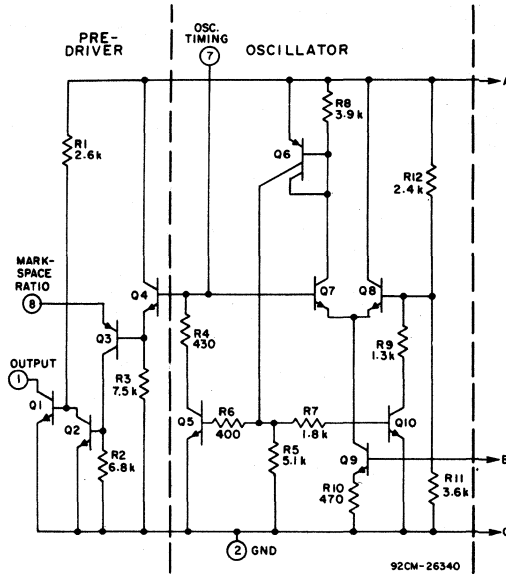 PRE-
DRIVER
OSC.
TIMING
7
OSCILLATOR
A
R1
2.6k
R8
3.9k
Q6
R12
2.4k
MARK-
SPACE
RATIO
8
Q4
Q7
Q8
Q3
R4
430
R9
1.3k
OUTPUT
1
R3
7.5k
Q1
Q2
Q5
R6
400
R7
1.8k
Q10
R2
6.8k
R5
5.1k
Q9
B
R10
470
R11
3.6k
2
GND
C
92CM-26340